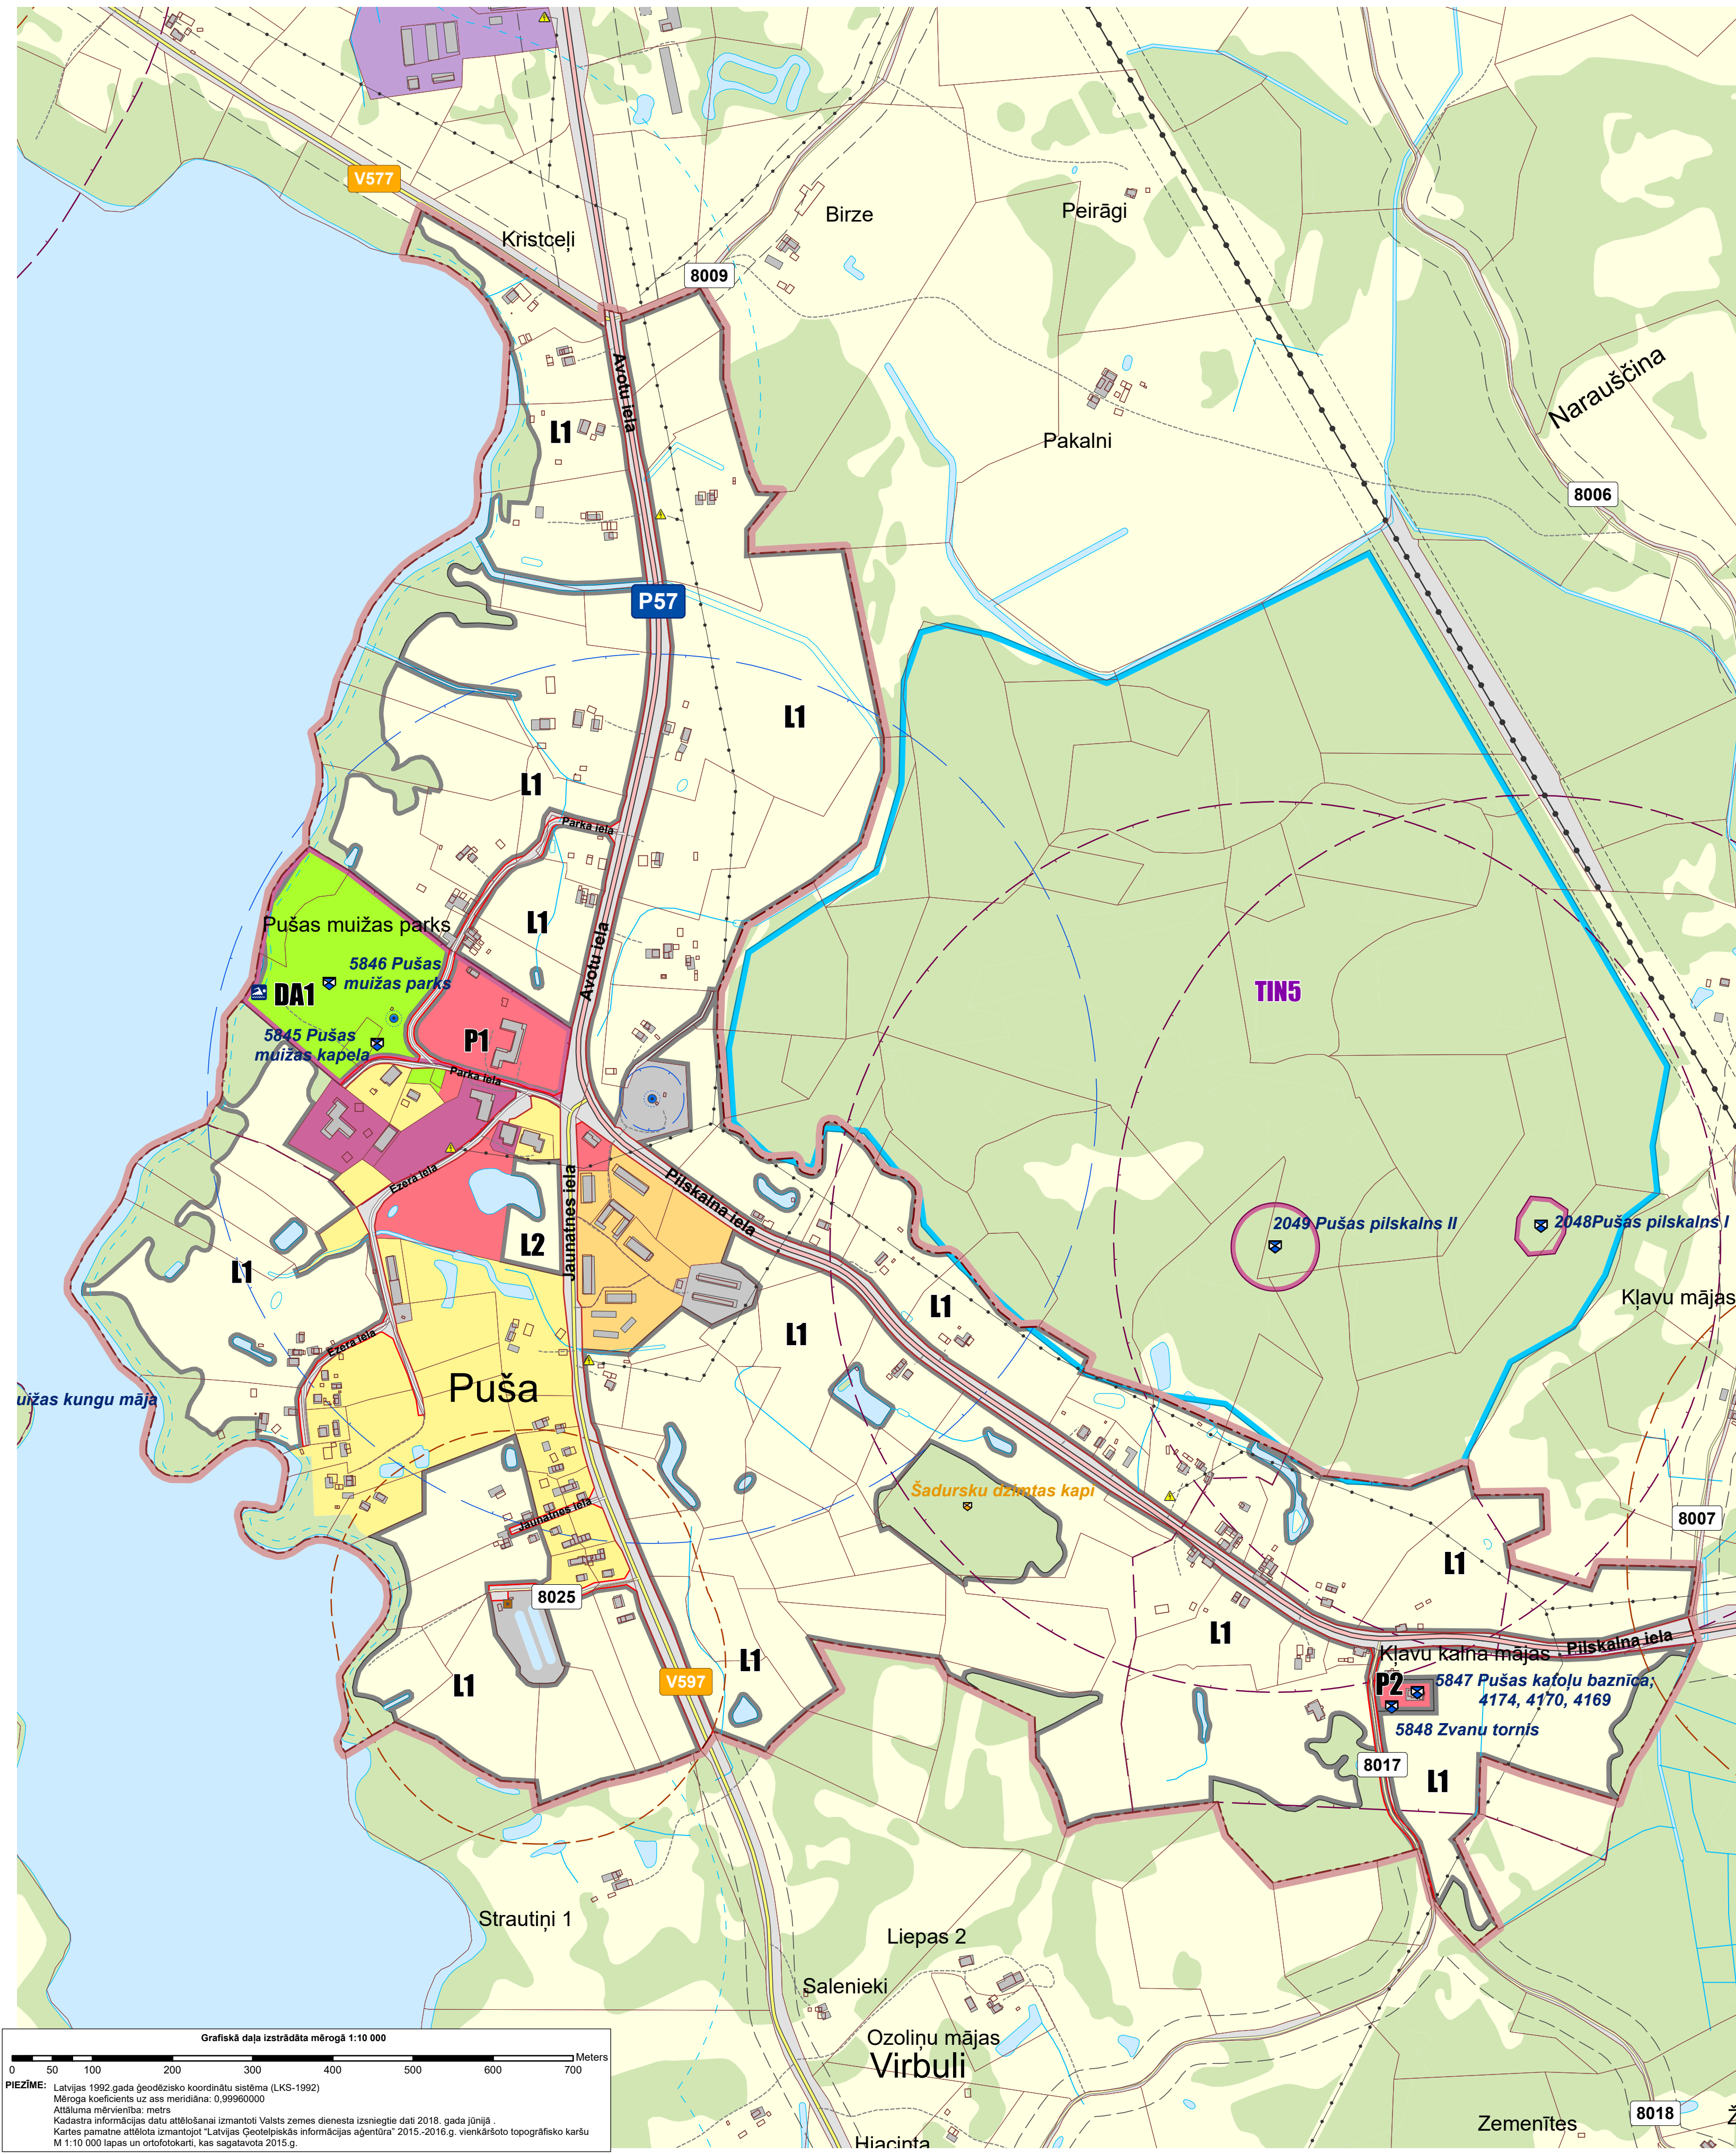 V577
Kristceļi
Birze
Peirāgi
8009
Avotu iela
Narauščina
L1
Pakalni
8006
P57
L1
L1
Parka iela
Pušas muižas parks
L1
Avotu iela
5846 Pušas
muižas parks
DA1
TIN5
5845 Pušas
muižas kapela
P1
Parka iela
Ezera iela
Jaunatnes iela
Pilskalna iela
2049 Pušas pilskalns II
2048Pušas pilskalns I
L2
L1
Kļavu mājas
L1
L1
Ezera iela
Puša
uižas kungu māja
Šadursku dzimtas kapi
Jaunatnes iela
8007
L1
8025
L1
Pilskalna iela
L1
Kļavu kalna mājas
L1
V597
P2
5847 Pušas katoļu baznīca;
4174, 4170, 4169
5848 Zvanu tornis
8017
L1
Strautiņi 1
Liepas 2
Salenieki
Ozoliņu mājas
Virbuli
8018
Ž
Zemenītes
Hiacinta
Grafiskā daļa izstrādāta mērogā 1:10 000
Meters
0 50 100 200 300 400 500 600 700
PIEZĪME: Latvijas 1992.gada ģeodēzisko koordinātu sistēma (LKS-1992)
Mēroga koeficients uz ass meridiāna: 0,99960000
Attāluma mērvienība: metrs
Kadastra informācijas datu attēlošanai izmantoti Valsts zemes dienesta izsniegtie dati 2018. gada jūnijā .
Kartes pamatne attēlota izmantojot “Latvijas Ģeotelpiskās informācijas aģentūra” 2015.-2016.g. vienkāršoto topogrāfisko karšu
M 1:10 000 lapas un ortofotokarti, kas sagatavota 2015.g.